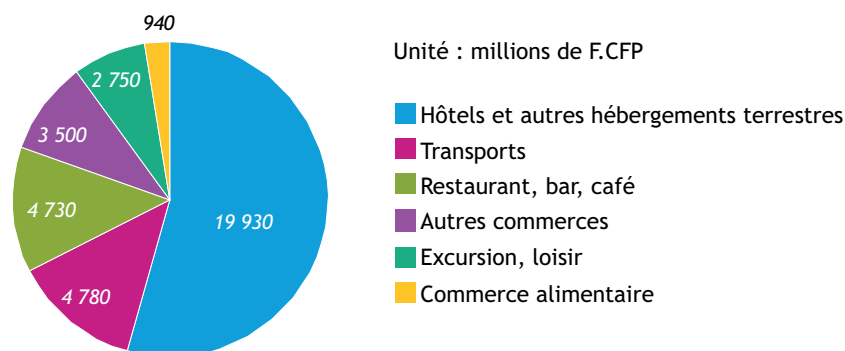 940
Unité : millions de F.CFP
2 750
Hôtels et autres hébergements terrestres
3 500
Transports
Restaurant, bar, café
4 730
19 930
Autres commerces
Excursion, loisir
4 780
Commerce alimentaire